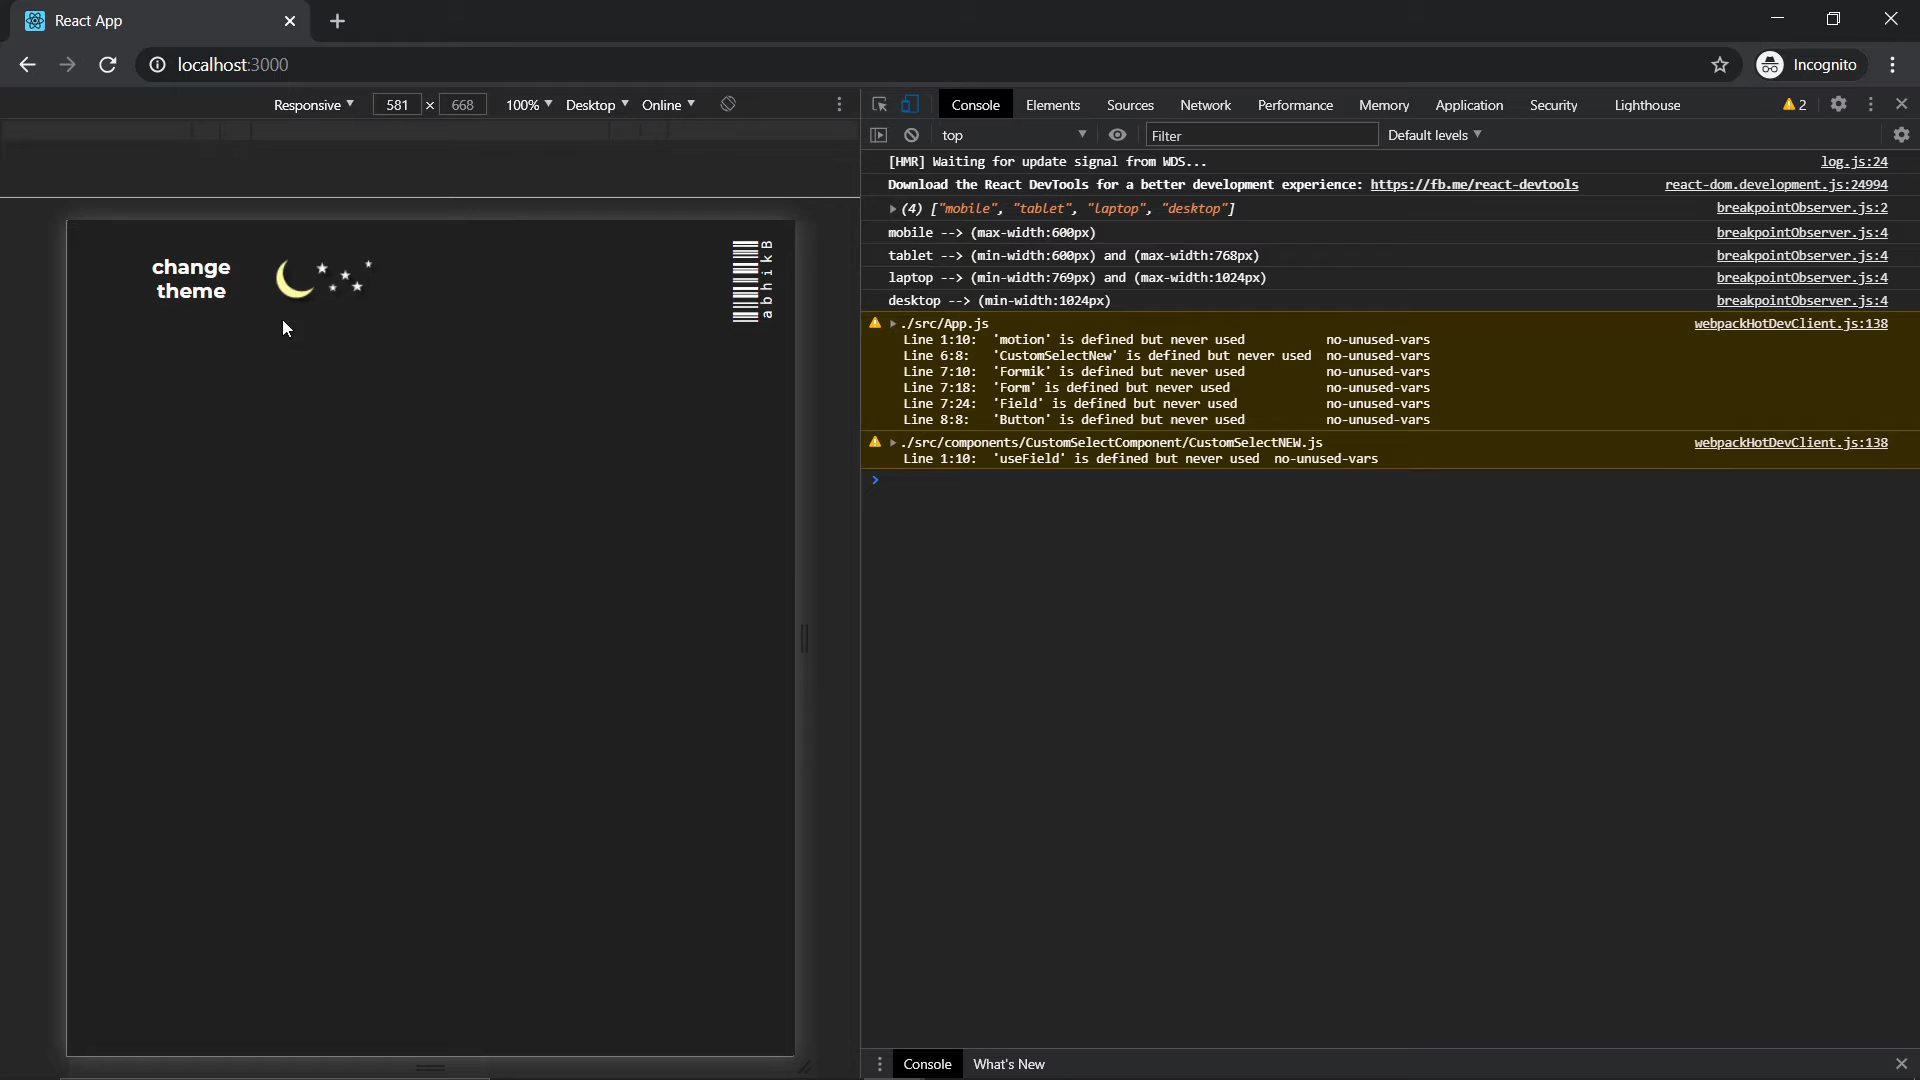 React App
localhost:3000
Incognito
Responsive 581 × 668 100% Desktop Online
Console Elements Sources Network Performance Memory Application Security Lighthouse 2
top Filter Default levels
[HMR] Waiting for update signal from WDS... log.js:24
Download the React DevTools for a better development experience: https://fb.me/react-devtools react-dom.development.js:24994
(4) ["mobile", "tablet", "laptop", "desktop"] breakpointObserver.js:2
mobile --> (max-width:600px) breakpointObserver.js:4
tablet --> (min-width:600px) and (max-width:768px) breakpointObserver.js:4
laptop --> (min-width:769px) and (max-width:1024px) breakpointObserver.js:4
desktop --> (min-width:1024px) breakpointObserver.js:4
./src/App.js webpackHotDevClient.js:138
Line 1:10: 'motion' is defined but never used no-unused-vars
Line 6:8: 'CustomSelectNew' is defined but never used no-unused-vars
Line 7:10: 'Formik' is defined but never used no-unused-vars
Line 7:18: 'Form' is defined but never used no-unused-vars
Line 7:24: 'Field' is defined but never used no-unused-vars
Line 8:8: 'Button' is defined but never used no-unused-vars
./src/components/CustomSelectComponent/CustomSelectNEW.js webpackHotDevClient.js:138
Line 1:10: 'useField' is defined but never used no-unused-vars
change
theme
abhikB
Console What's New